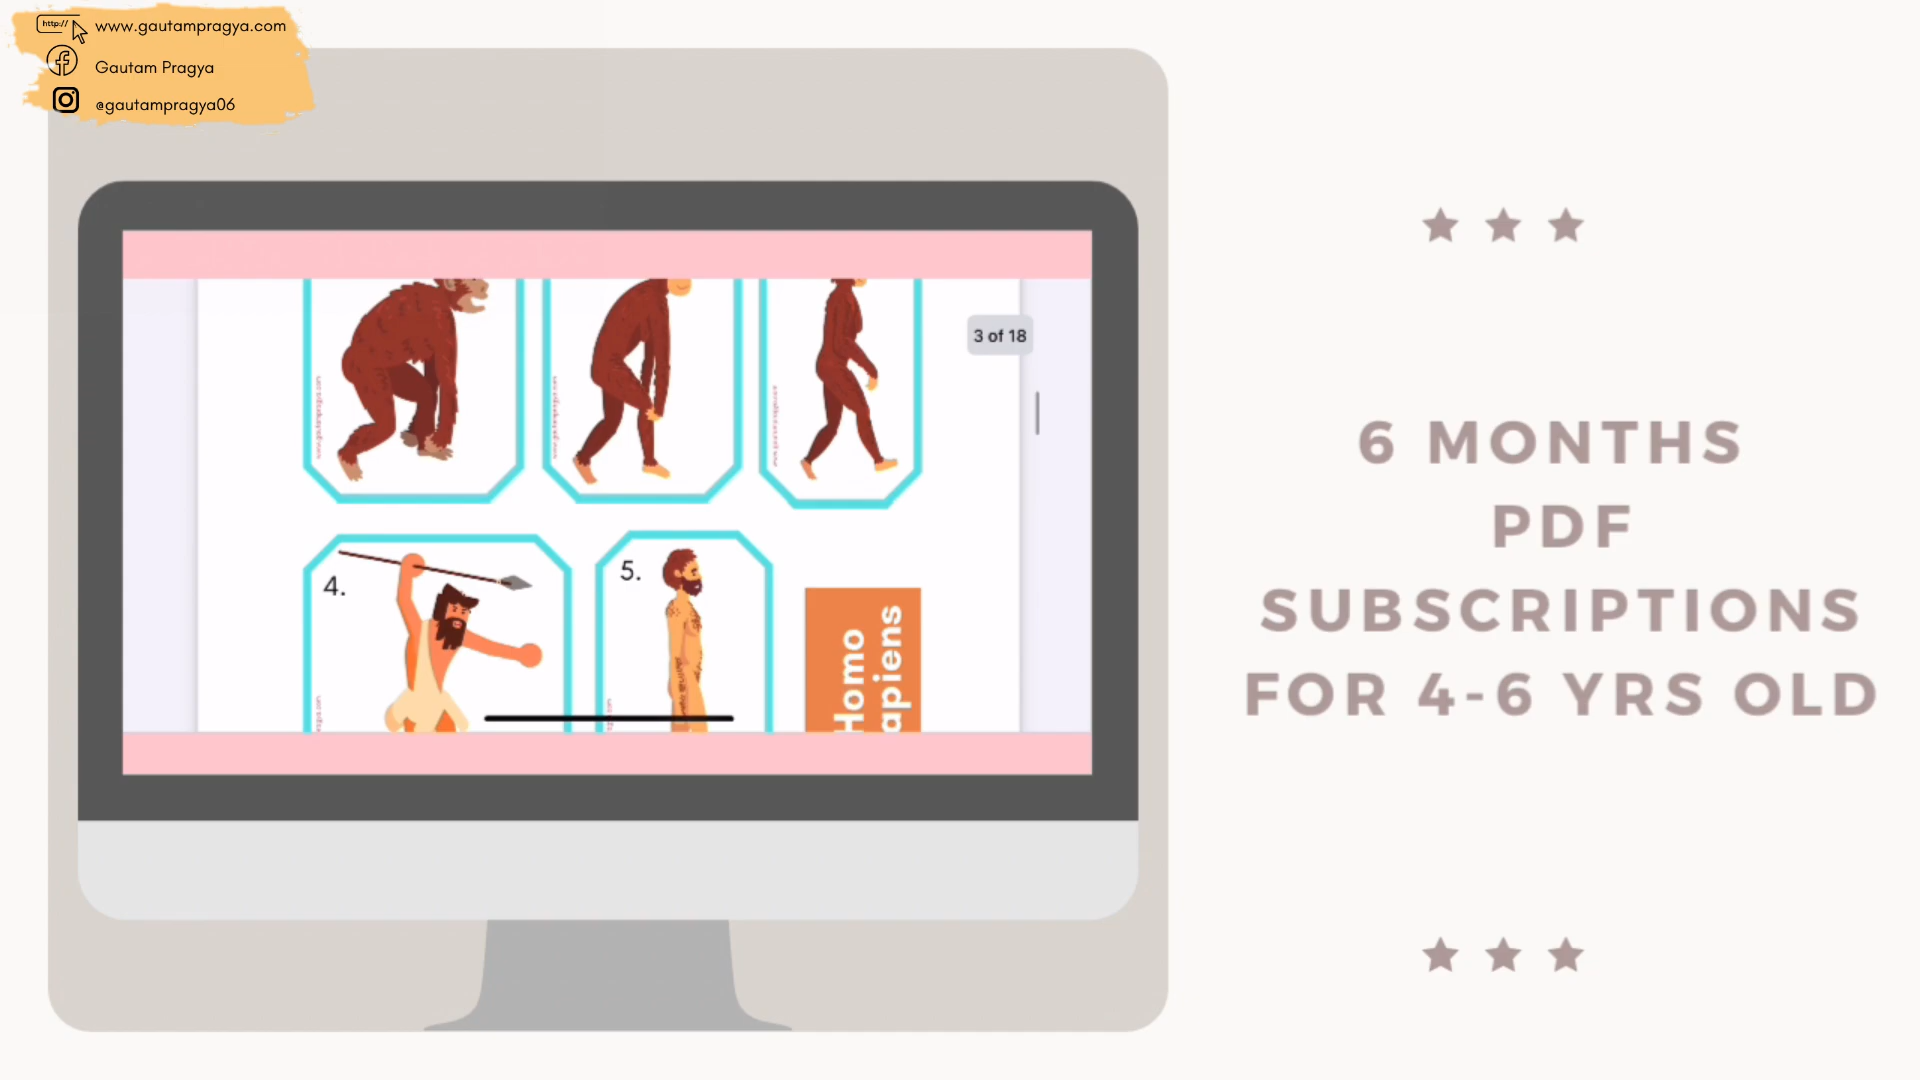 http://
www.gautampragya.com
Gautam Pragya
@gautampragya06
3 of 18
4.
5.
Homo
apiens
6 MONTHS
PDF
SUBSCRIPTIONS
FOR 4-6 YRS OLD